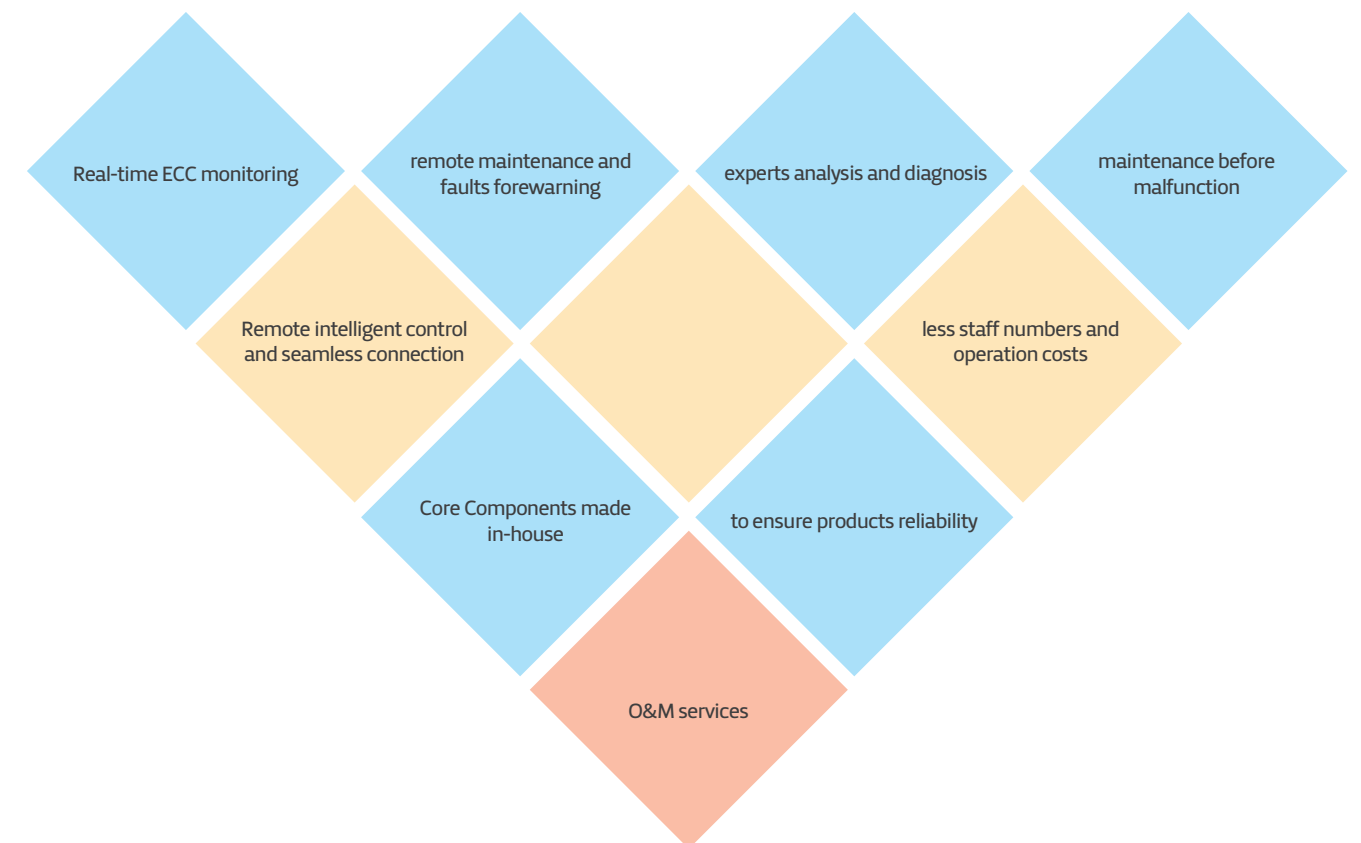 Real-time ECC monitoring
remote maintenance and
faults forewarning
experts analysis and diagnosis
maintenance before
malfunction
Remote intelligent control
and seamless connection
less staff numbers and
operation costs
Core Components made
in-house
to ensure products reliability
O&M services